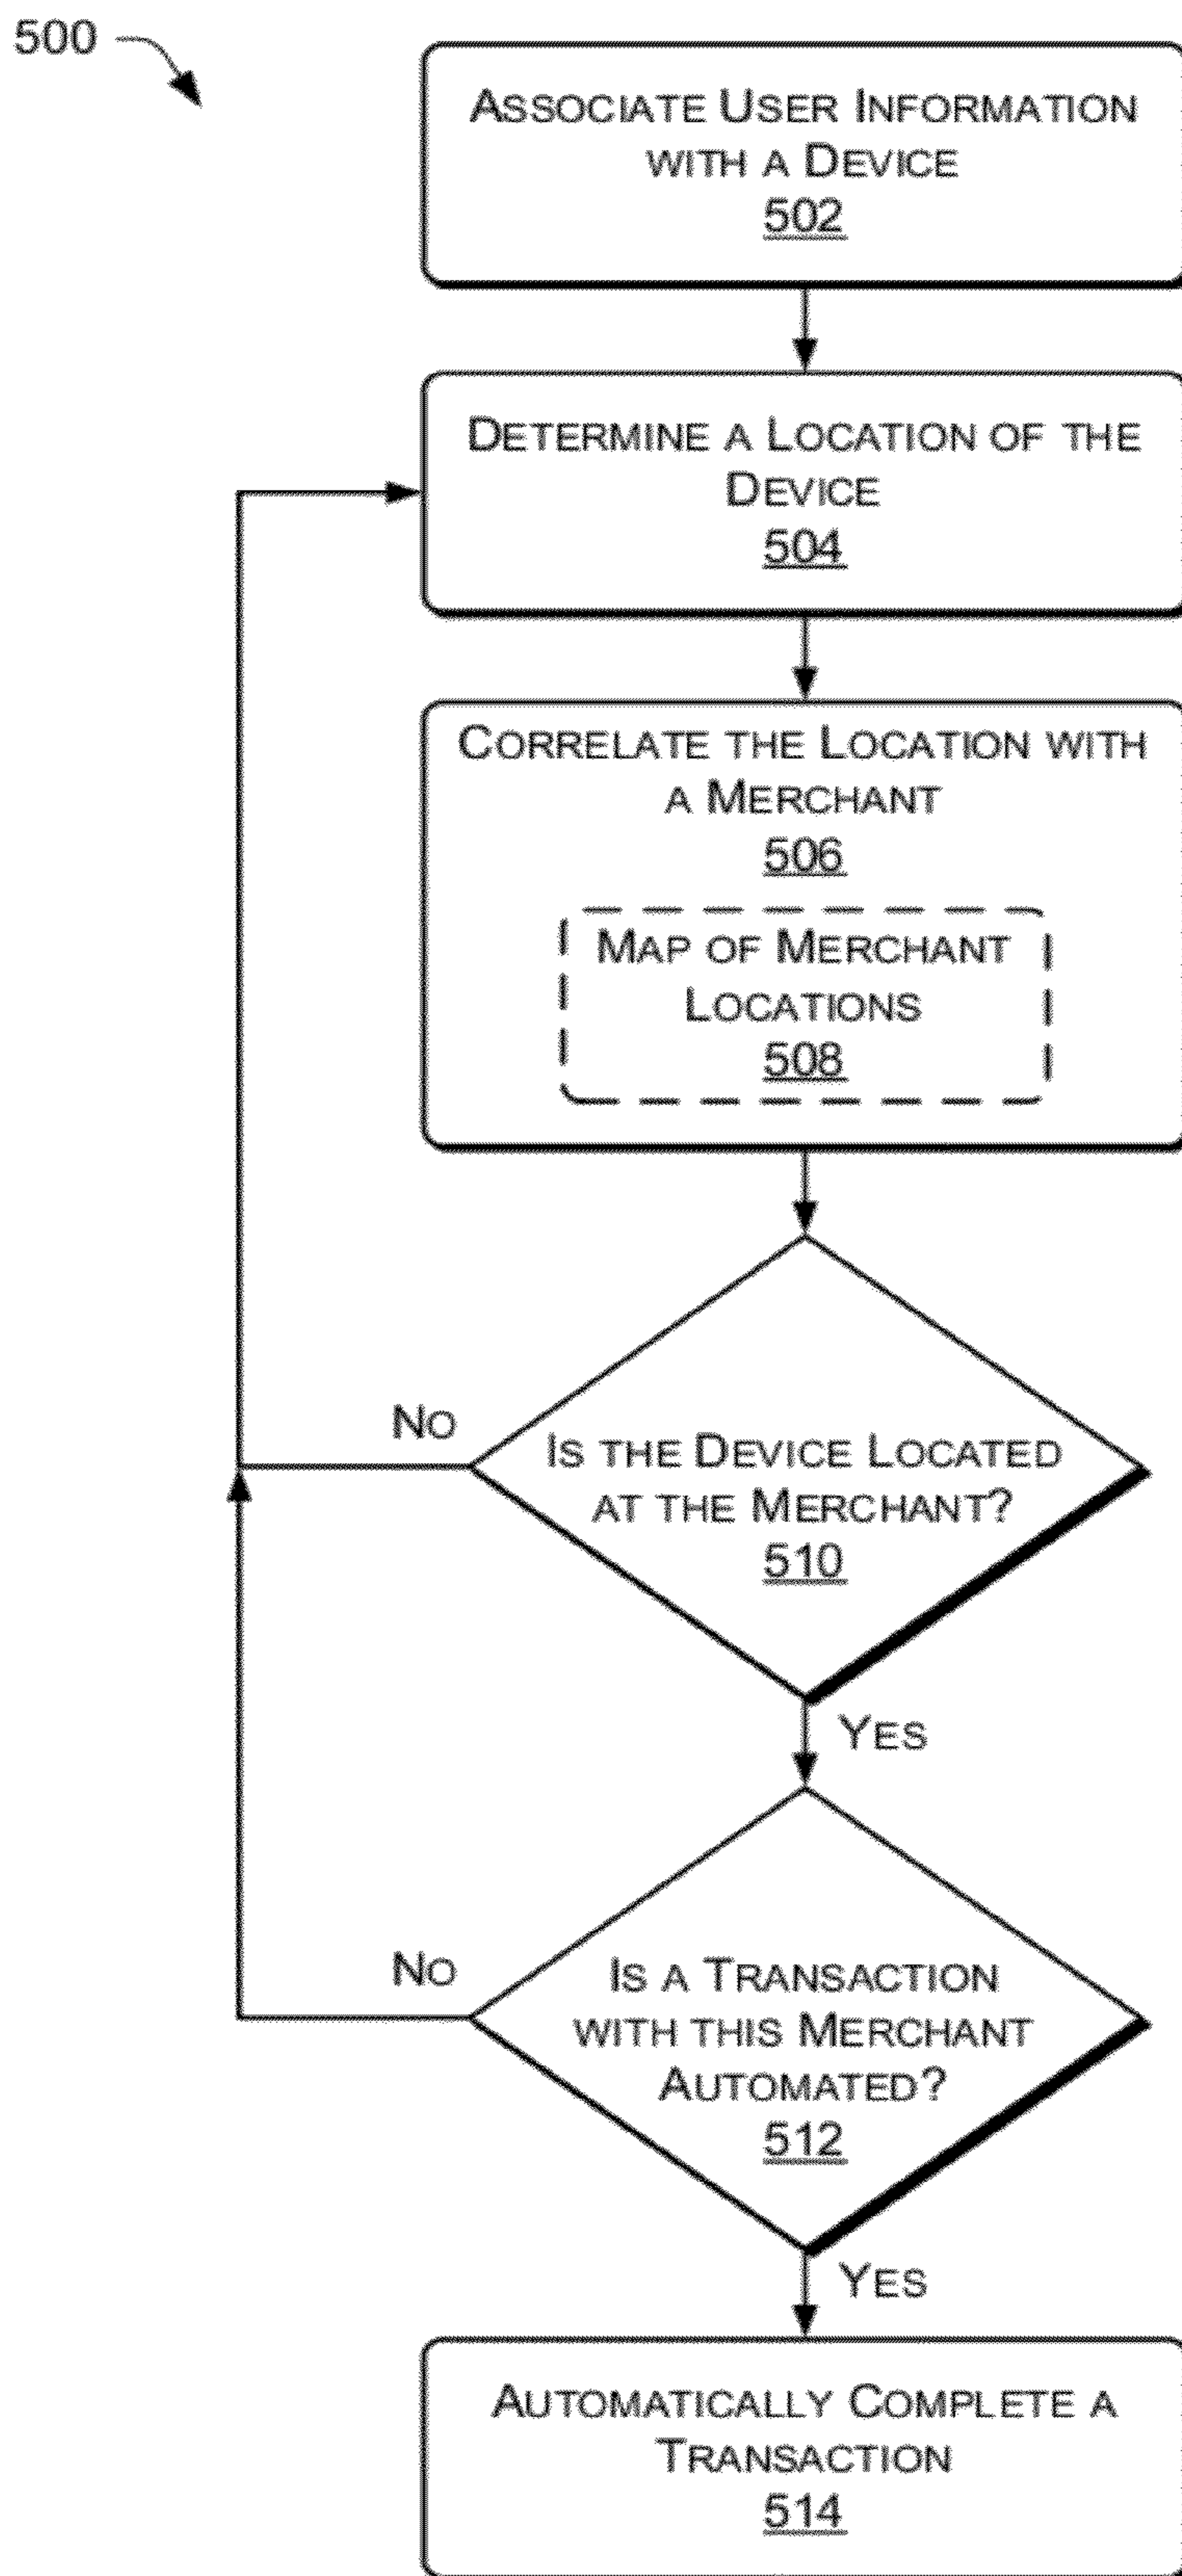 500
ASSOCIATE USER INFORMATION
WITH A DEVICE
502
DETERMINE A LOCATION OF THE
DEVICE
504
CORRELATE THE LOCATION WITH
A MERCHANT
506
MAP OF MERCHANT
LOCATIONS
508
NO
IS THE DEVICE LOCATED
AT THE MERCHANT?
510
YES
NO
IS A TRANSACTION
WITH THIS MERCHANT
AUTOMATED?
512
YES
AUTOMATICALLY COMPLETE A
TRANSACTION
514